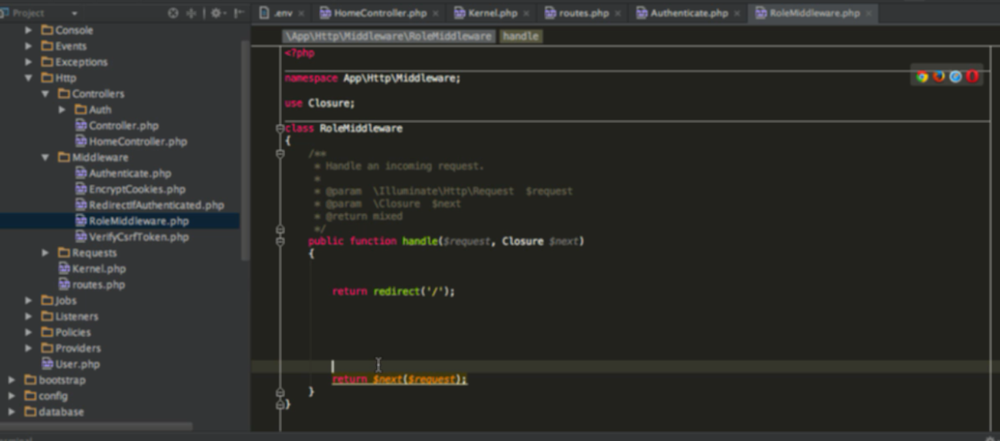 Project
.env
HomeController.php
Kernel.php
routes.php
Authenticate.php
RoleMiddleware.php
Console
Events
Exceptions
Http
Controllers
Auth
Controller.php
HomeController.php
Middleware
Authenticate.php
EncryptCookies.php
RedirectIfAuthenticated.php
RoleMiddleware.php
VerifyCsrfToken.php
Requests
Kernel.php
routes.php
Jobs
Listeners
Policies
Providers
User.php
bootstrap
config
database
\App\Http\Middleware\RoleMiddleware handle
<?php
namespace App\Http\Middleware;
use Closure;
class RoleMiddleware
{
/**
* Handle an incoming request.
*
* @param \Illuminate\Http\Request $request
* @param \Closure $next
* @return mixed
*/
public function handle($request, Closure $next)
{
return redirect('/');
return $next($request);
}
}